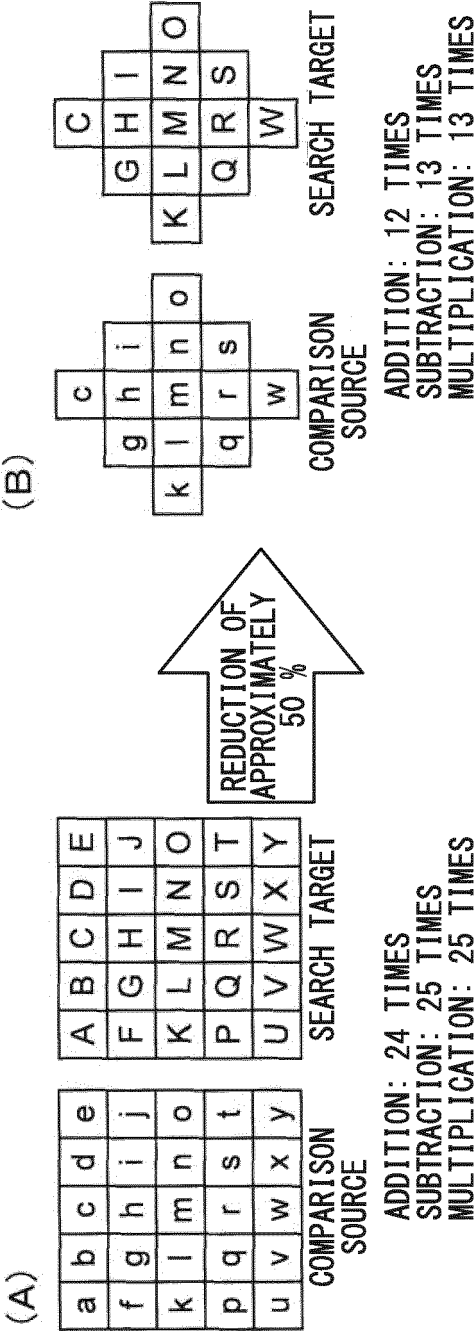 (A)
a b c d e
f g h i j
k l m n o
p q r s t
u v w x y
COMPARISON
SOURCE
A B C D E
F G H I J
K L M N O
P Q R S T
U V W X Y
SEARCH TARGET
ADDITION: 24 TIMES
SUBTRACTION: 25 TIMES
MULTIPLICATION: 25 TIMES
REDUCTION OF
APPROXIMATELY
50 %
(B)
c
g h i
k l m n o
q r s
w
COMPARISON
SOURCE
C
G H I
K L M N O
Q R S
W
SEARCH TARGET
ADDITION: 12 TIMES
SUBTRACTION: 13 TIMES
MULTIPLICATION: 13 TIMES